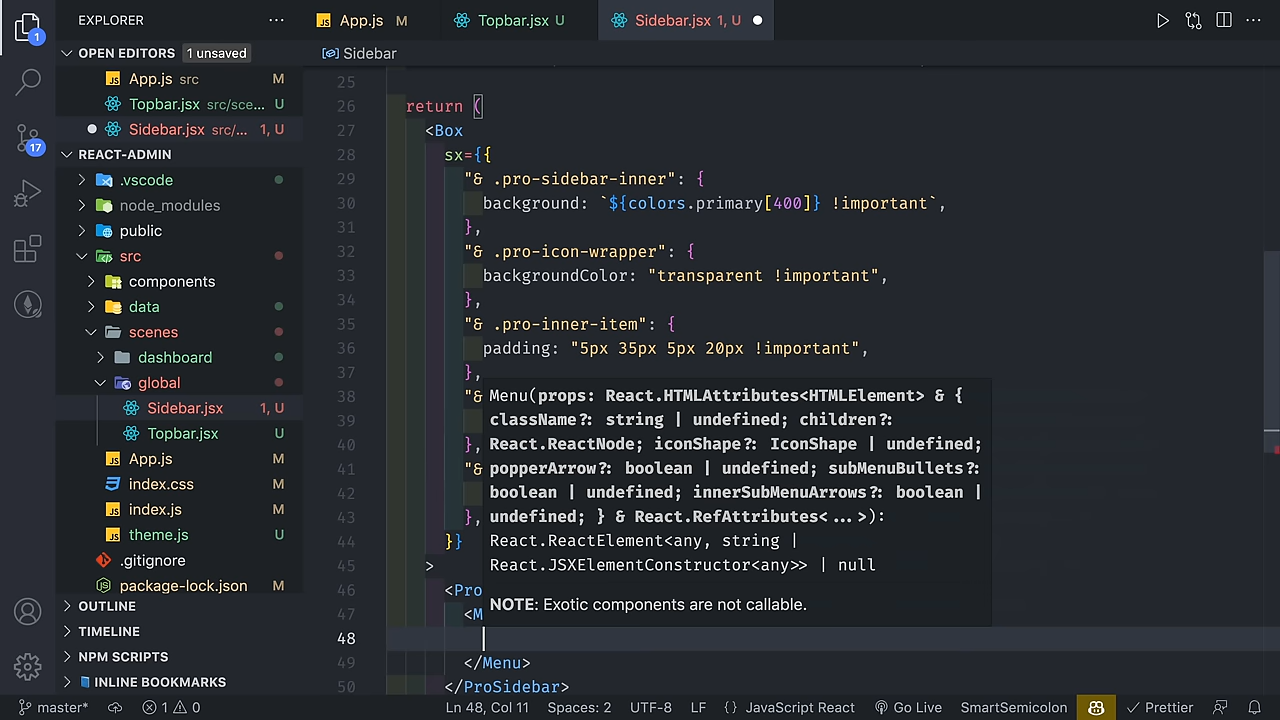 EXPLORER
App.js M
Topbar.jsx U
Sidebar.jsx 1, U
1
OPEN EDITORS 1 unsaved
Sidebar
App.js src M
Topbar.jsx src/sce... U
Sidebar.jsx src/... 1, U
17
REACT-ADMIN
.vscode
node_modules
public
src
components
data
scenes
dashboard
global
Sidebar.jsx 1, U
Topbar.jsx U
App.js M
index.css M
index.js M
theme.js U
.gitignore
package-lock.json M
OUTLINE
TIMELINE
NPM SCRIPTS
INLINE BOOKMARKS
25
26 return (
27 <Box
28 sx={{
29 "& .pro-sidebar-inner": {
30 background: `${colors.primary[400]} !important`,
31 },
32 "& .pro-icon-wrapper": {
33 backgroundColor: "transparent !important",
34 },
35 "& .pro-inner-item": {
36 padding: "5px 35px 5px 20px !important",
37 },
38 "&
39
40 },
41 "&
42
43 },
44 }}
45 >
46 <Pro
47 <M
48
49 </Menu>
50 </ProSidebar>
Menu(props: React.HTMLAttributes<HTMLElement> & {
className?: string | undefined; children?:
React.ReactNode; iconShape?: IconShape | undefined;
popperArrow?: boolean | undefined; subMenuBullets?:
boolean | undefined; innerSubMenuArrows?: boolean |
undefined; } & React.RefAttributes<...>):
React.ReactElement<any, string |
React.JSXElementConstructor<any>> | null
NOTE: Exotic components are not callable.
master* 1 0 Ln 48, Col 11 Spaces: 2 UTF-8 LF {} JavaScript React Go Live SmartSemicolon Prettier